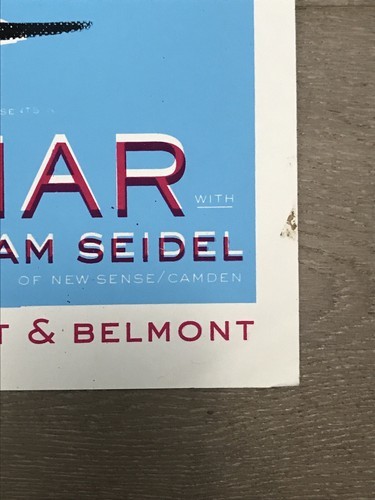 SENTS
IAR
WITH
AM SEIDEL
OF NEW SENSE/CAMDEN
T & BELMONT